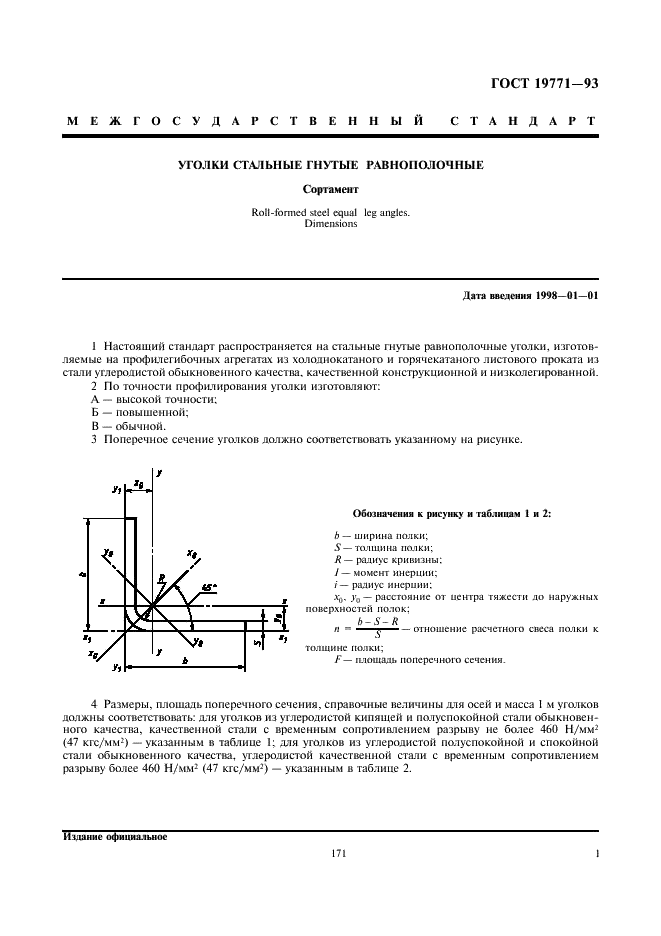 ГОСТ 19771—93
МЕЖГОСУДАРСТВЕННЫЙ СТАНДАРТ
УГОЛКИ СТАЛЬНЫЕ ГНУТЫЕ РАВНОПОЛОЧНЫЕ
Сортамент
Roll-formed steel equal leg angles.
Dimensions
Дата введения 1998—01—01
1 Настоящий стандарт распространяется на стальные гнутые равнополочные уголки, изготов-
ляемые на профилегибочных агрегатах из холоднокатаного и горячекатаного листового проката из
стали углеродистой обыкновенного качества, качественной конструкционной и низколегированной.
2 По точности профилирования уголки изготовляют:
А — высокой точности;
Б — повышенной;
В — обычной.
3 Поперечное сечение уголков должно соответствовать указанному на рисунке.
y
y₁ x₀
y₀ x₀
R 45°
b
x x
y₀
x₁ S x₁
x₀ y y₀
y₁ b
Обозначения к рисунку и таблицам 1 и 2:
b — ширина полки;
S — толщина полки;
R — радиус кривизны;
I — момент инерции;
i — радиус инерции;
x₀, y₀ — расстояние от центра тяжести до наружных
поверхностей полок;
n = (b – S – R)/S — отношение расчетного свеса полки к
толщине полки;
F — площадь поперечного сечения.
4 Размеры, площадь поперечного сечения, справочные величины для осей и масса 1 м уголков
должны соответствовать: для уголков из углеродистой кипящей и полуспокойной стали обыкновен-
ного качества, качественной стали с временным сопротивлением разрыву не более 460 Н/мм²
(47 кгс/мм²) — указанным в таблице 1; для уголков из углеродистой полуспокойной и спокойной
стали обыкновенного качества, углеродистой качественной стали с временным сопротивлением
разрыву более 460 Н/мм² (47 кгс/мм²) — указанным в таблице 2.
Издание официальное
171 1